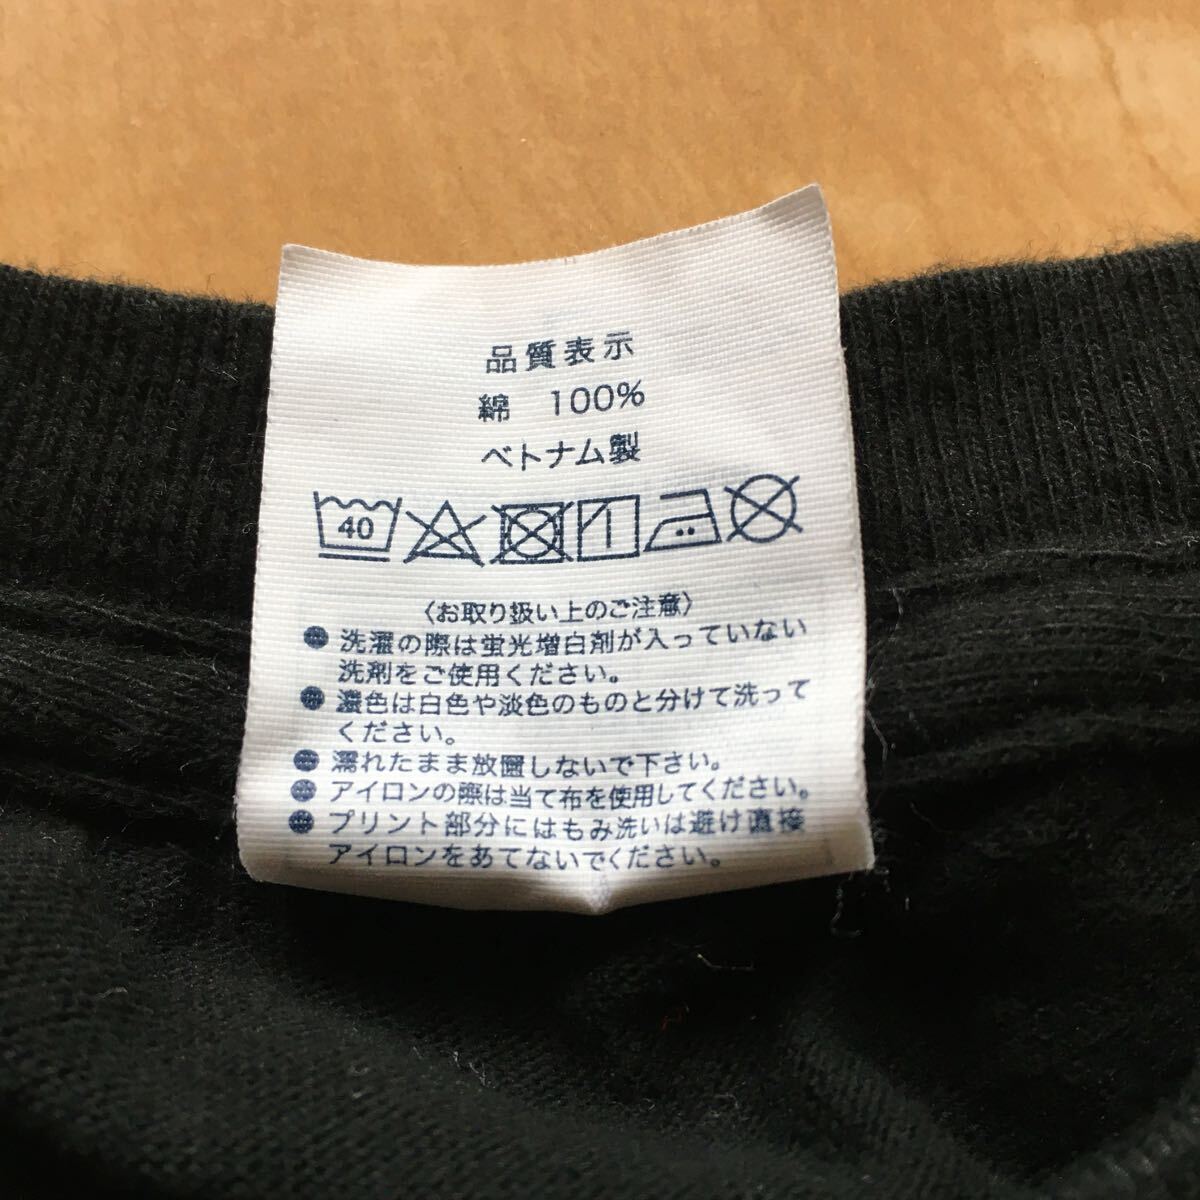 品質表示
綿 100%
ベトナム製
40
〈お取り扱い上のご注意〉
● 洗濯の際は蛍光増白剤が入っていない
洗剤をご使用ください。
● 濃色は白色や淡色のものと分けて洗って
ください。
● 濡れたまま放置しないで下さい。
● アイロンの際は当て布を使用してください。
● プリント部分にはもみ洗いは避け直接
アイロンをあてないでください。